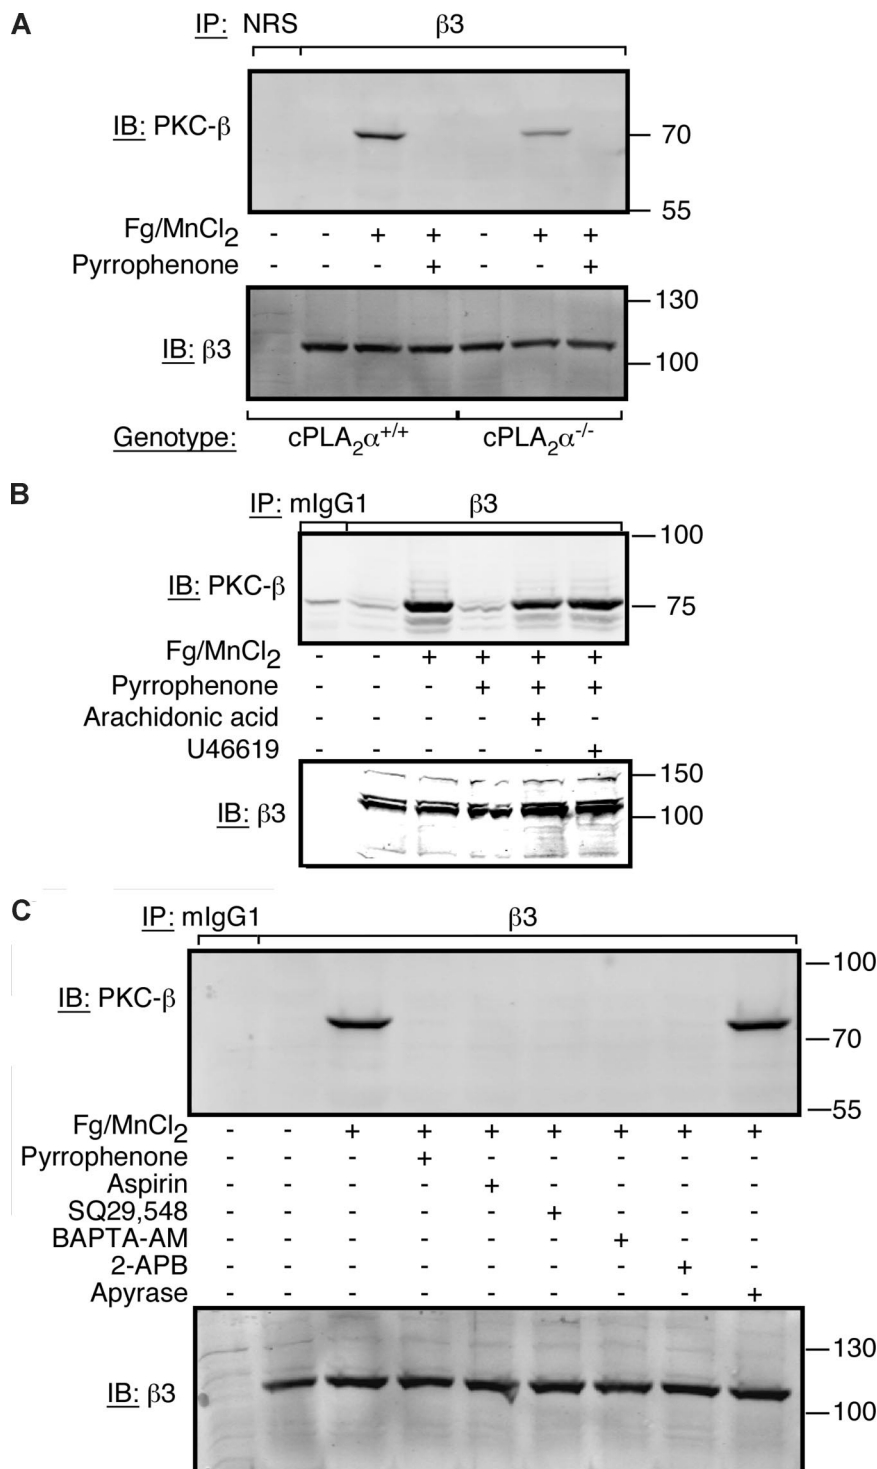 A
IP: NRS β3
IB: PKC-β
70
55
Fg/MnCl2 - - + + - + +
Pyrrophenone - - - + - - +
130
IB: β3
100
Genotype: cPLA2α+/+ cPLA2α-/-
B
IP: mIgG1 β3
100
IB: PKC-β
75
Fg/MnCl2 - - + + + +
Pyrrophenone - - - + + +
Arachidonic acid - - - - + -
U46619 - - - - - +
150
IB: β3
100
C
IP: mIgG1 β3
100
IB: PKC-β
70
55
Fg/MnCl2 - - + + + + + + +
Pyrrophenone - - - + - - - - -
Aspirin - - - - + - - - -
SQ29,548 - - - - - + - - -
BAPTA-AM - - - - - - + - -
2-APB - - - - - - - + -
Apyrase - - - - - - - - +
130
IB: β3
100